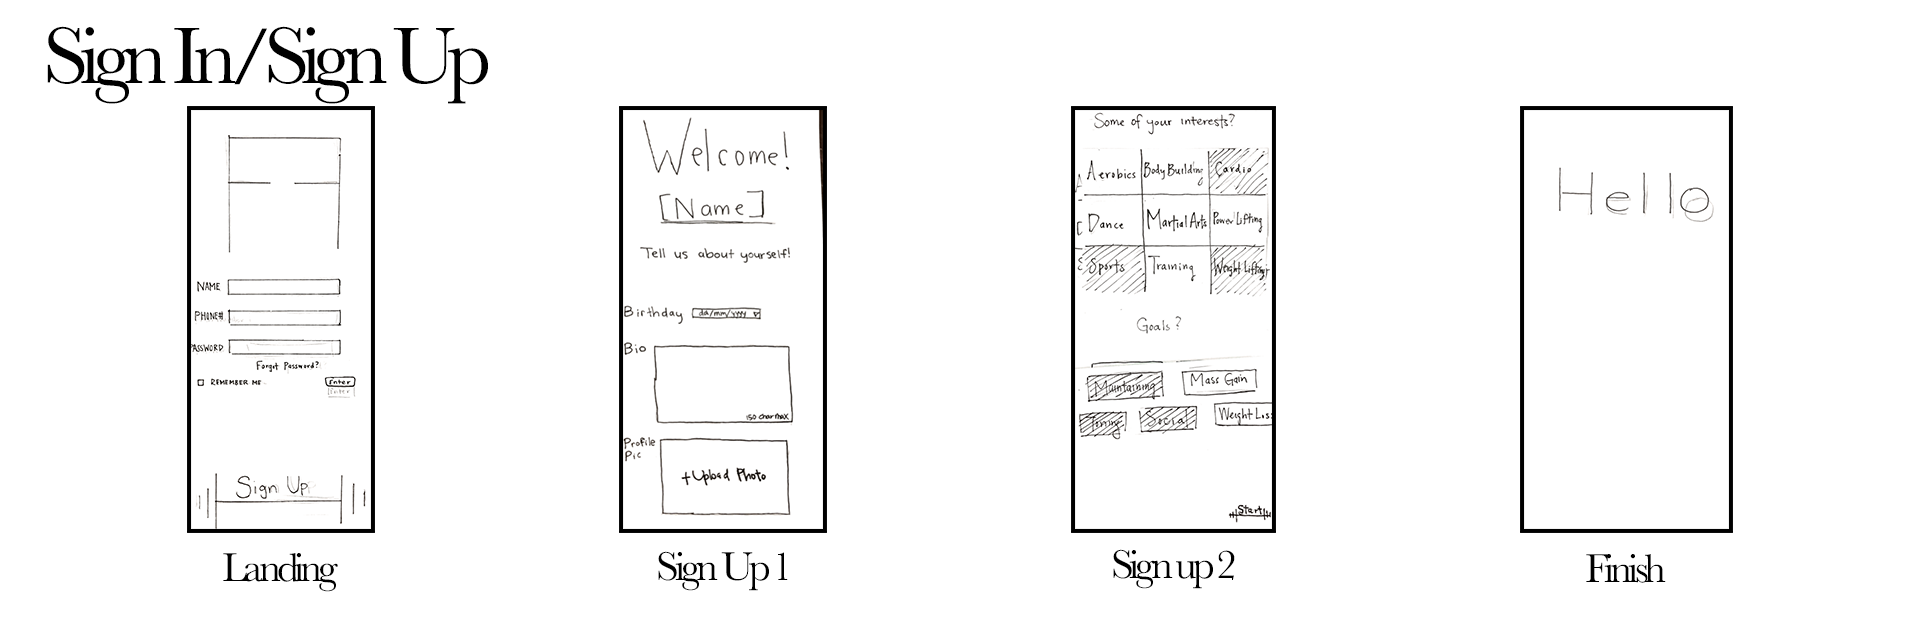 Sign In/Sign Up
NAME
PHONE#
PASSWORD
Forgot Password?
REMEMBER ME
Enter
Enter
Sign Up
Landing
Welcome!
[Name]
Tell us about yourself!
Birthday dd/mm/yyyy
Bio
150 char max
Profile
Pic
+Upload Photo
Sign Up 1
Some of your interests?
Aerobics Body Building Cardio
Dance Martial Arts Power Lifting
Sports Training Weight Lifting
Goals?
Maintaining Mass Gain
Toning Social Weight Loss
Start
Sign up 2
Hello
Finish